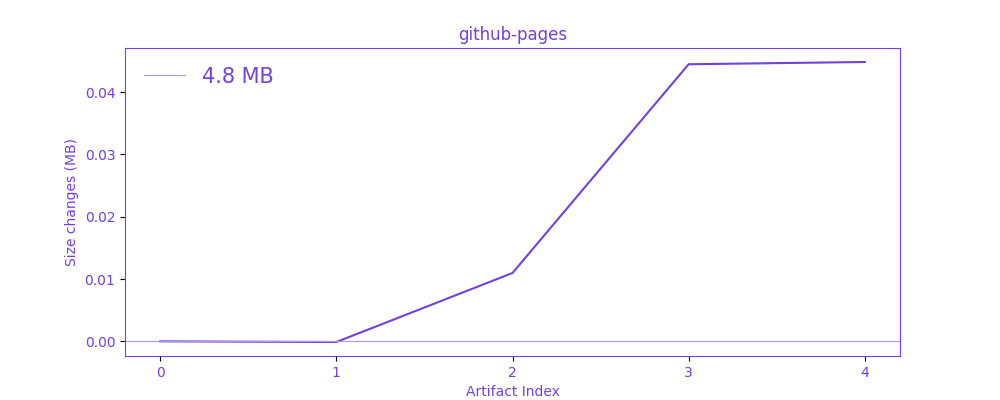 github-pages
4.8 MB
Size changes (MB)
0.04
0.03
0.02
0.01
0.00
0 1 2 3 4
Artifact Index